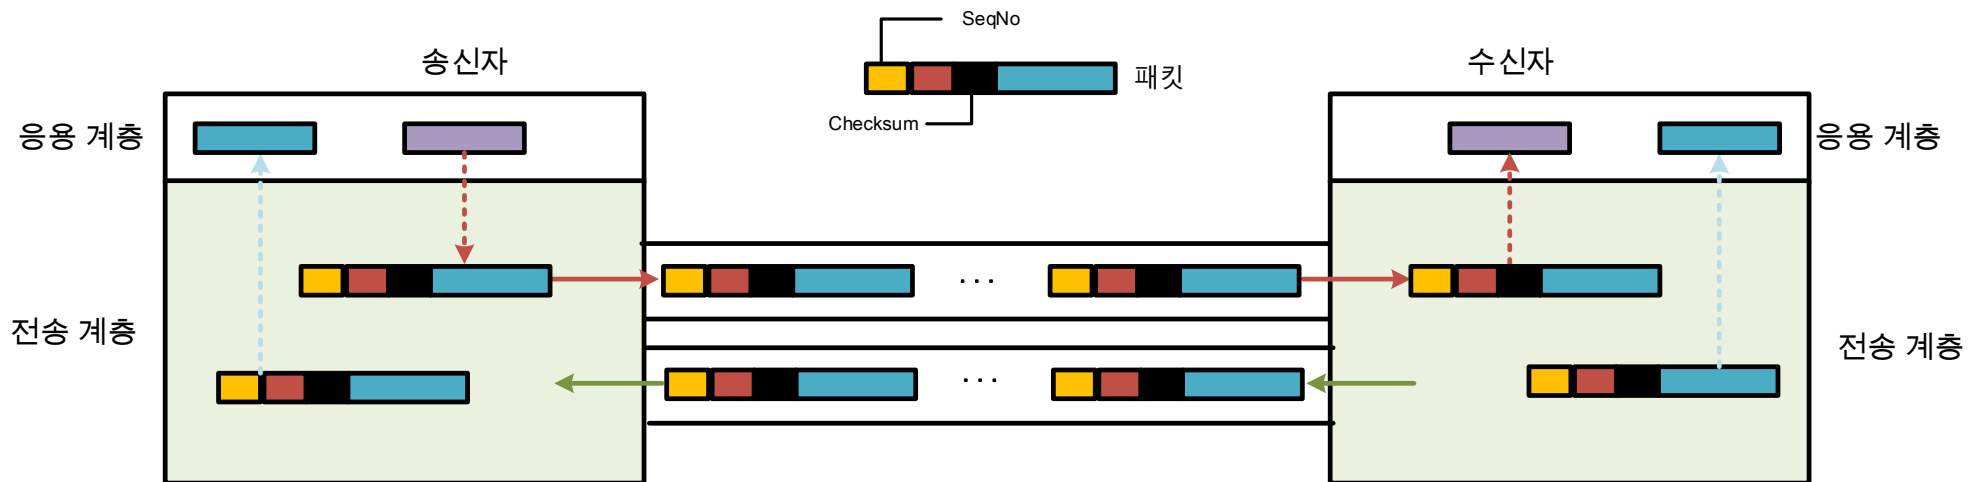 SeqNo
송신자
수신자
패킷
Checksum
응용 계층
응용 계층
...
전송 계층
전송 계층
...